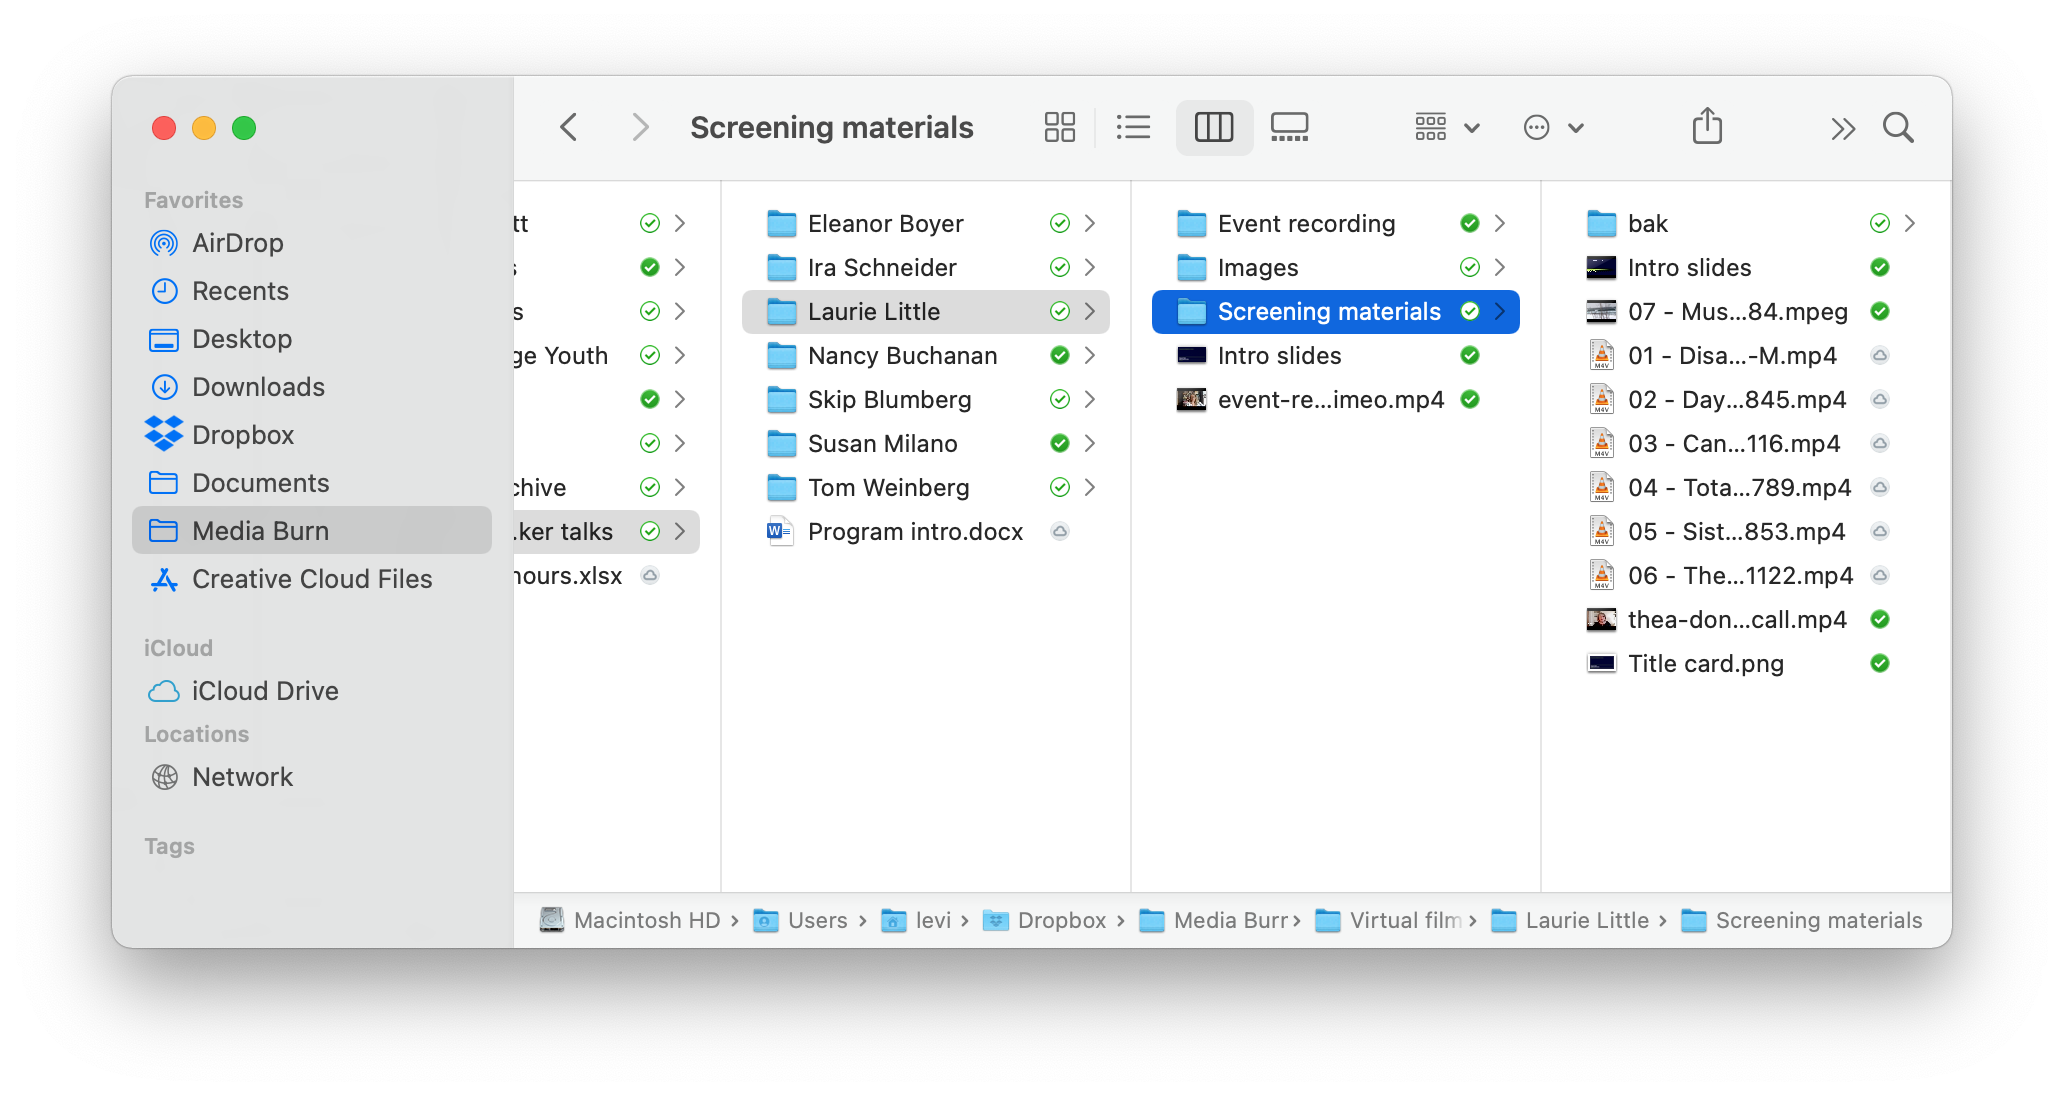 Screening materials
Favorites
AirDrop
Recents
Desktop
Downloads
Dropbox
Documents
Media Burn
Creative Cloud Files
iCloud
iCloud Drive
Locations
Network
Tags
tt
s
s
ge Youth
chive
.ker talks
hours.xlsx
Eleanor Boyer
Ira Schneider
Laurie Little
Nancy Buchanan
Skip Blumberg
Susan Milano
Tom Weinberg
Program intro.docx
Event recording
Images
Screening materials
Intro slides
event-re...imeo.mp4
bak
Intro slides
07 - Mus...84.mpeg
01 - Disa...-M.mp4
02 - Day...845.mp4
03 - Can...116.mp4
04 - Tota...789.mp4
05 - Sist...853.mp4
06 - The...1122.mp4
thea-don...call.mp4
Title card.png
Macintosh HD › Users › levi › Dropbox › Media Burr › Virtual film › Laurie Little › Screening materials